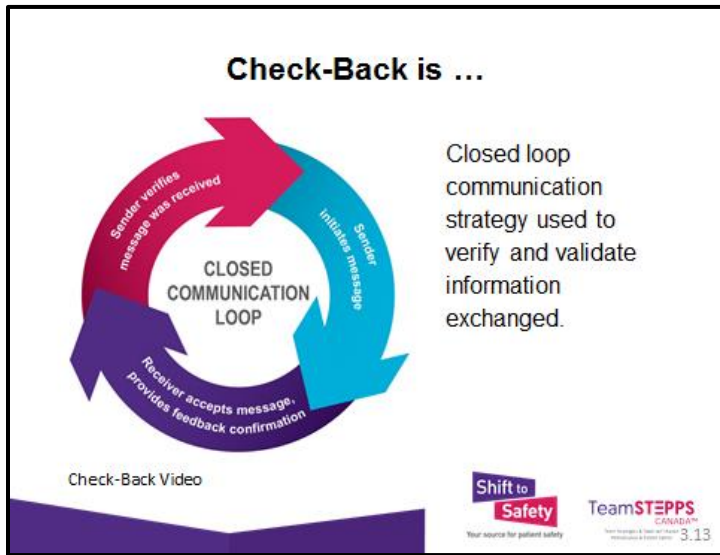 Check-Back is ...
Sender verifies
message was received
Sender
initiates message
CLOSED
COMMUNICATION
LOOP
Receiver accepts message,
provides feedback confirmation
Closed loop
communication
strategy used to
verify and validate
information
exchanged.
Check-Back Video
Shift to
Safety
Your source for patient safety
TeamSTEPPS
CANADA™
3.13